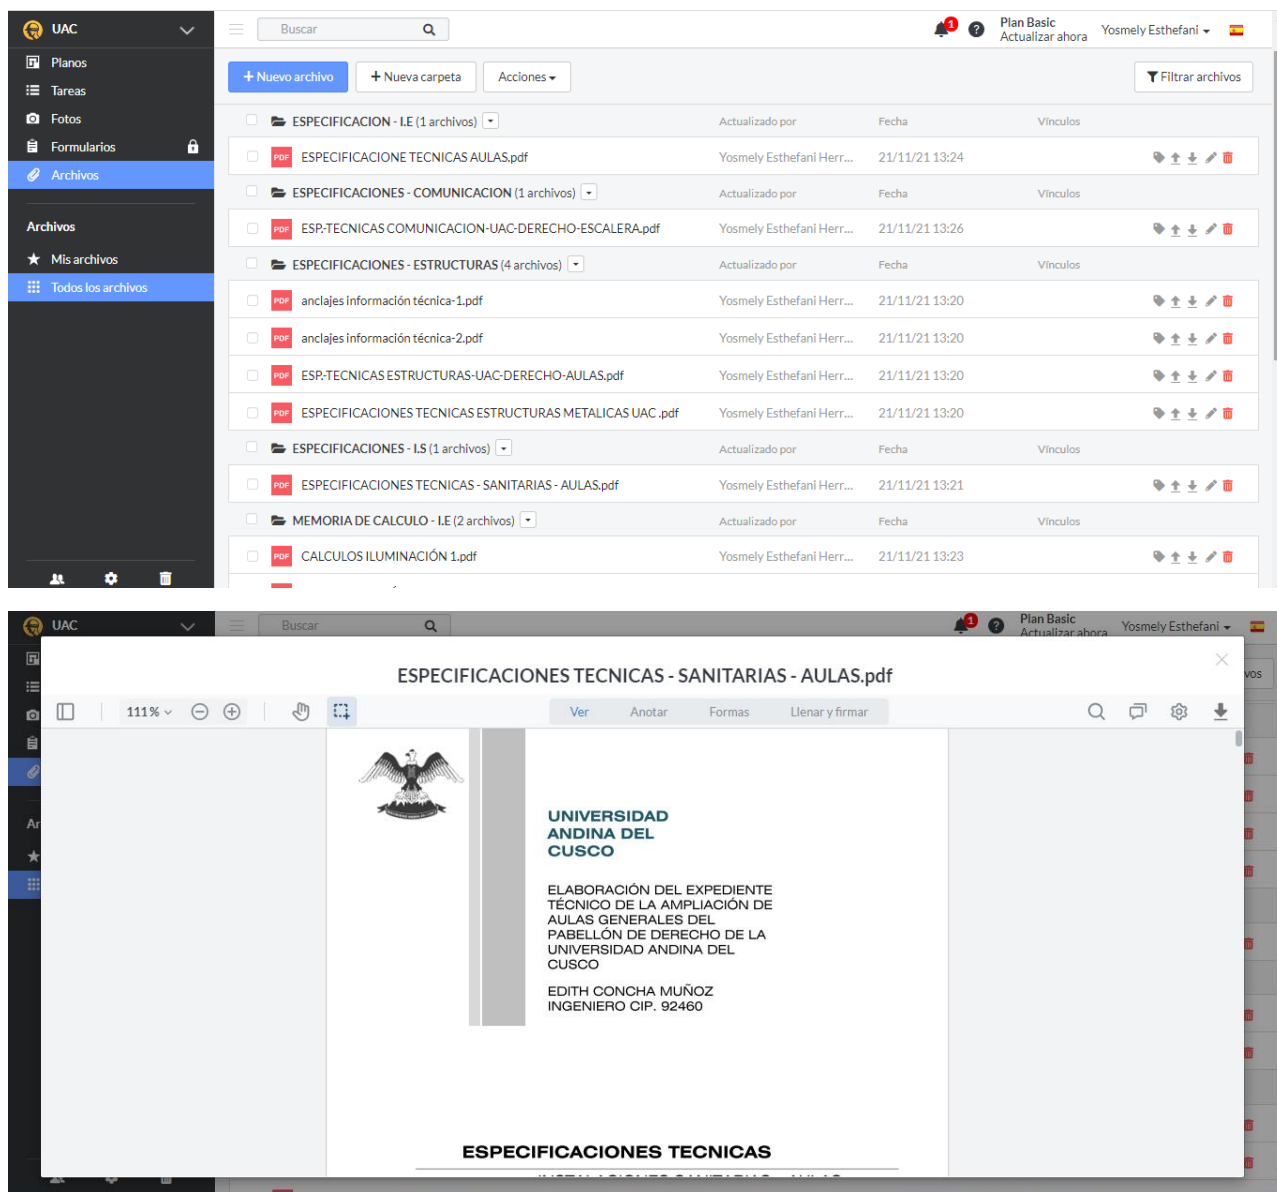 UAC
Buscar
1
Plan Basic
Actualizar ahora
Yosmely Esthefani
Planos
Tareas
Fotos
Formularios
Archivos
Archivos
Mis archivos
Todos los archivos
+ Nuevo archivo
+ Nueva carpeta
Acciones
Filtrar archivos
ESPECIFICACION - I.E (1 archivos) Actualizado por Fecha Vínculos
PDF ESPECIFICACIONE TECNICAS AULAS.pdf Yosmely Esthefani Herr... 21/11/21 13:24
ESPECIFICACIONES - COMUNICACION (1 archivos) Actualizado por Fecha Vínculos
PDF ESP.-TECNICAS COMUNICACION-UAC-DERECHO-ESCALERA.pdf Yosmely Esthefani Herr... 21/11/21 13:26
ESPECIFICACIONES - ESTRUCTURAS (4 archivos) Actualizado por Fecha Vínculos
PDF anclajes información técnica-1.pdf Yosmely Esthefani Herr... 21/11/21 13:20
PDF anclajes información técnica-2.pdf Yosmely Esthefani Herr... 21/11/21 13:20
PDF ESP.-TECNICAS ESTRUCTURAS-UAC-DERECHO-AULAS.pdf Yosmely Esthefani Herr... 21/11/21 13:20
PDF ESPECIFICACIONES TECNICAS ESTRUCTURAS METALICAS UAC .pdf Yosmely Esthefani Herr... 21/11/21 13:20
ESPECIFICACIONES - I.S (1 archivos) Actualizado por Fecha Vínculos
PDF ESPECIFICACIONES TECNICAS - SANITARIAS - AULAS.pdf Yosmely Esthefani Herr... 21/11/21 13:21
MEMORIA DE CALCULO - I.E (2 archivos) Actualizado por Fecha Vínculos
PDF CALCULOS ILUMINACIÓN 1.pdf Yosmely Esthefani Herr... 21/11/21 13:23
UAC
Buscar
1
Plan Basic
Actualizar ahora
Yosmely Esthefani
vos
Ar
ESPECIFICACIONES TECNICAS - SANITARIAS - AULAS.pdf
111%
Ver Anotar Formas Llenar y firmar
UNIVERSIDAD
ANDINA DEL
CUSCO
ELABORACIÓN DEL EXPEDIENTE
TÉCNICO DE LA AMPLIACIÓN DE
AULAS GENERALES DEL
PABELLÓN DE DERECHO DE LA
UNIVERSIDAD ANDINA DEL
CUSCO
EDITH CONCHA MUÑOZ
INGENIERO CIP. 92460
ESPECIFICACIONES TECNICAS